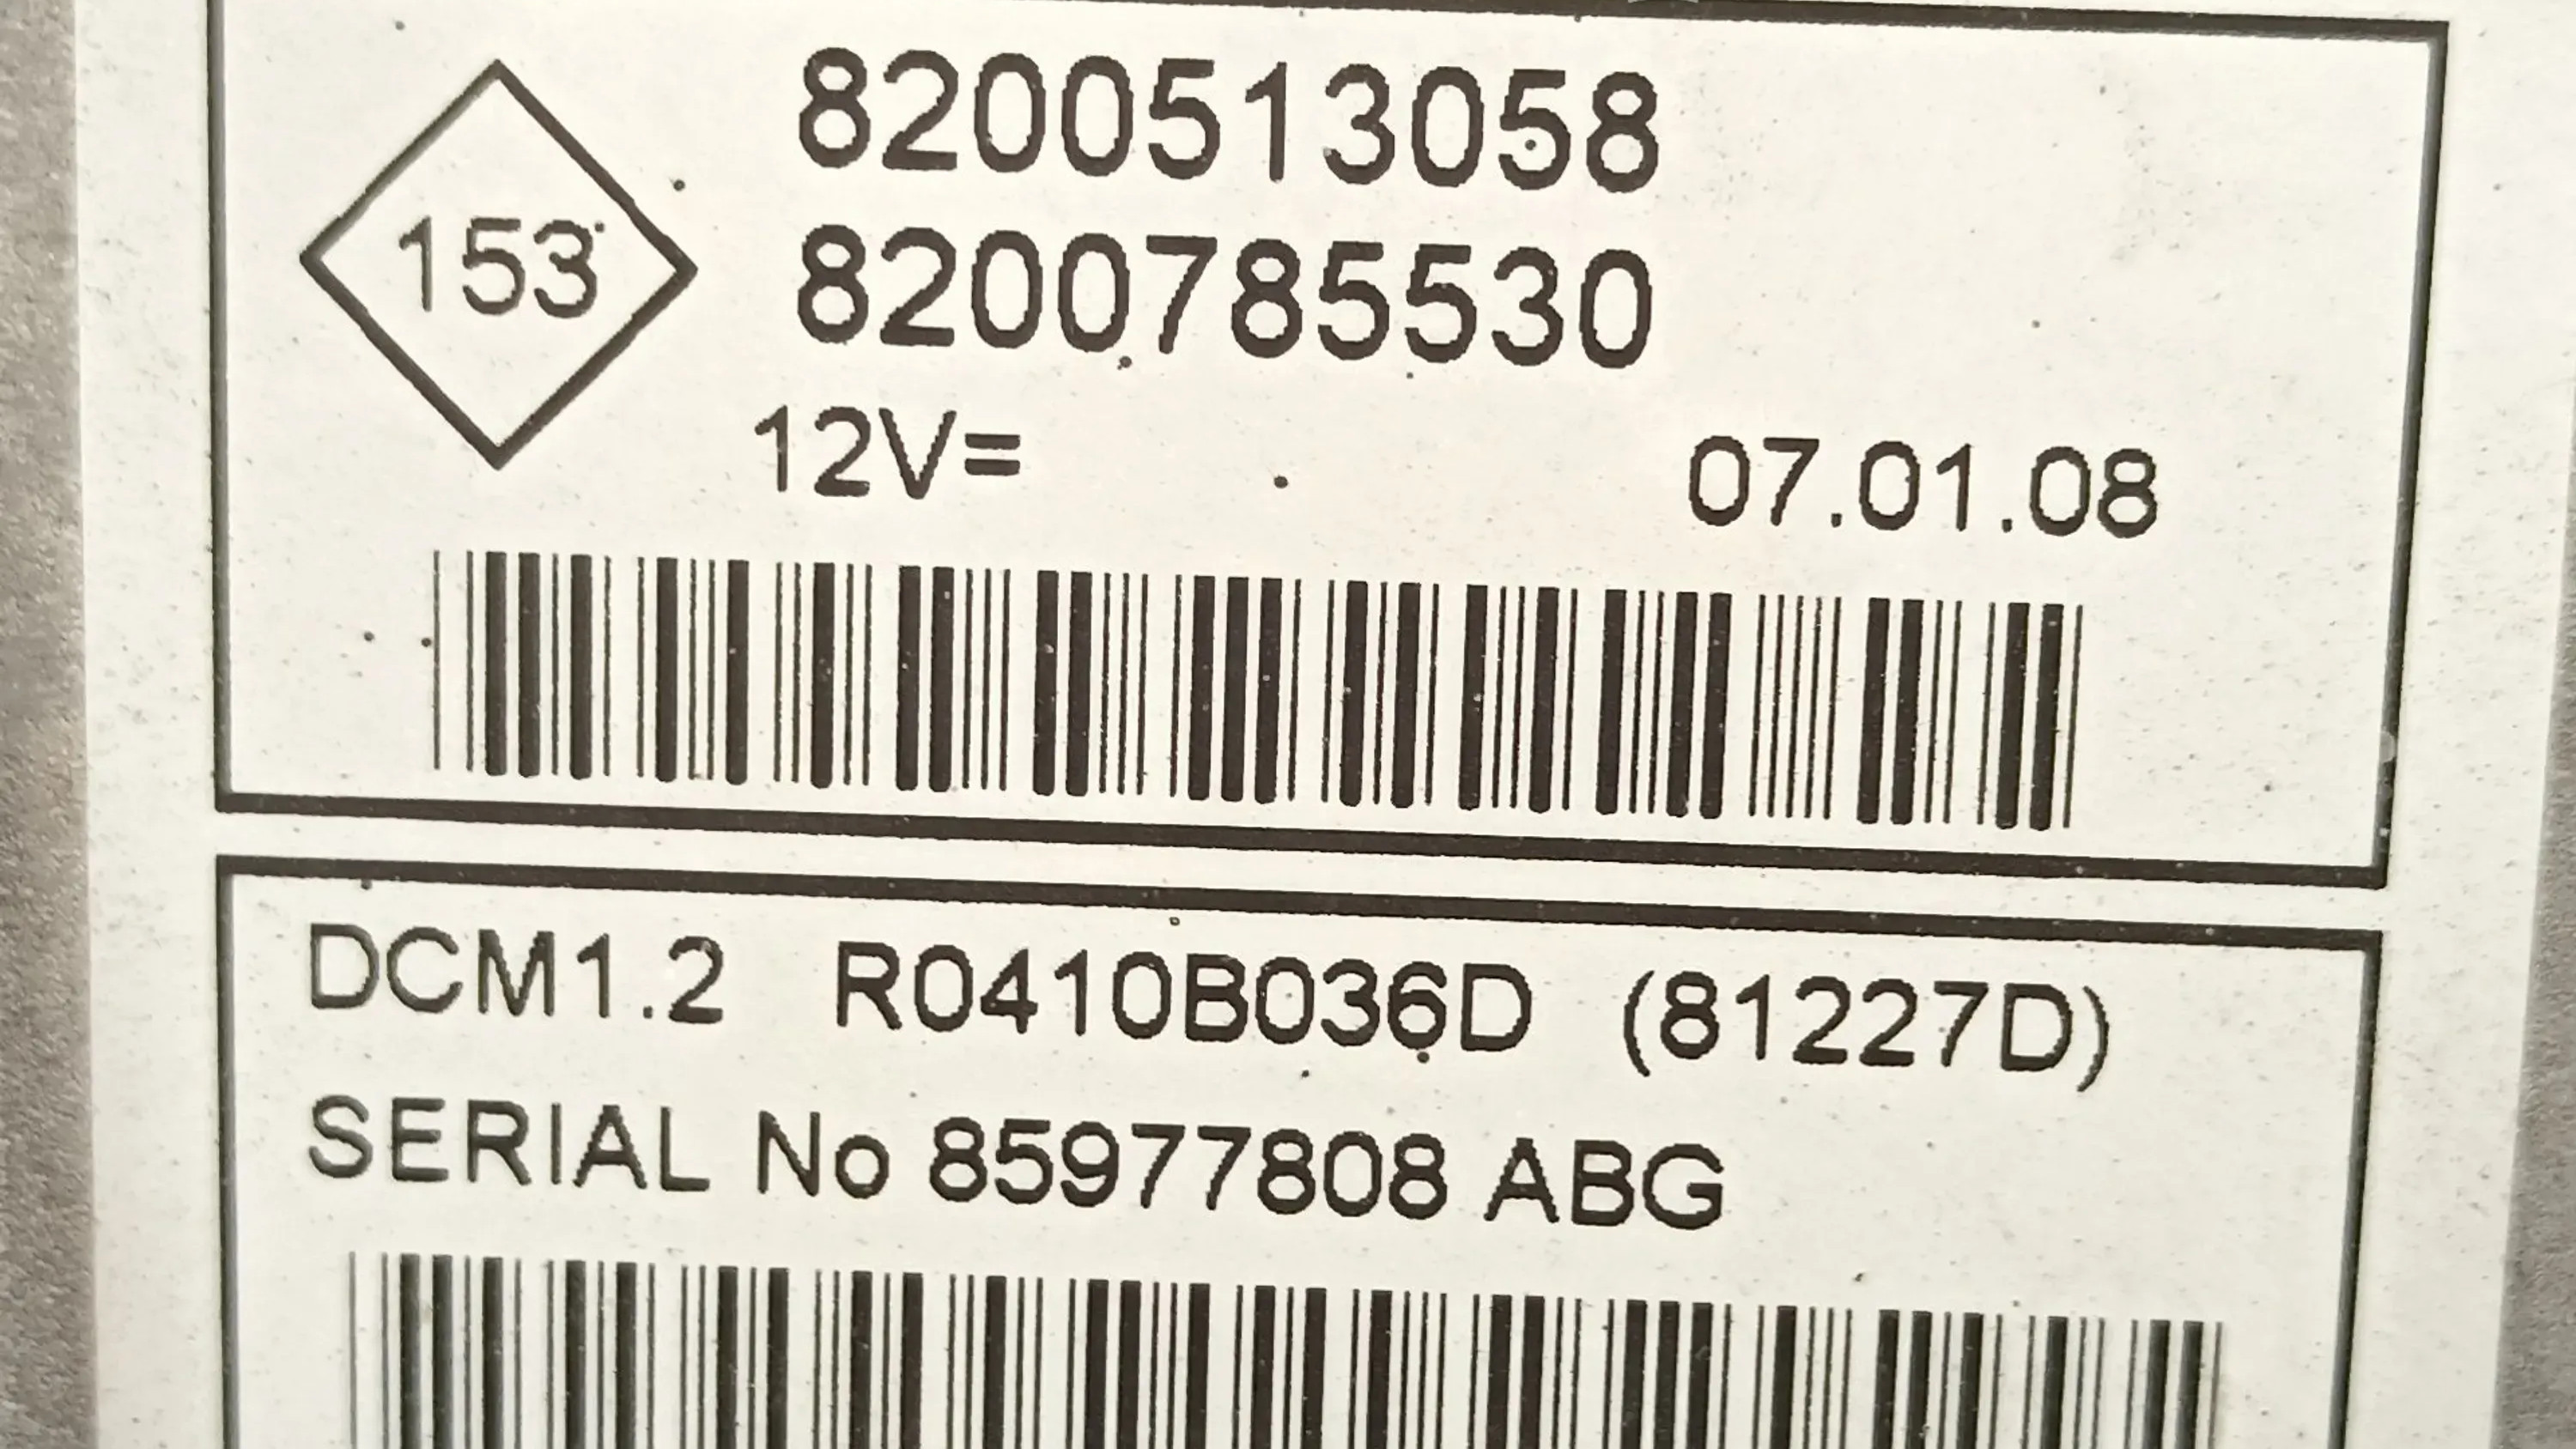 8200513058
153
8200785530
12V=
07.01.08
DCM1.2 R0410B036D (81227D)
SERIAL No 85977808 ABG